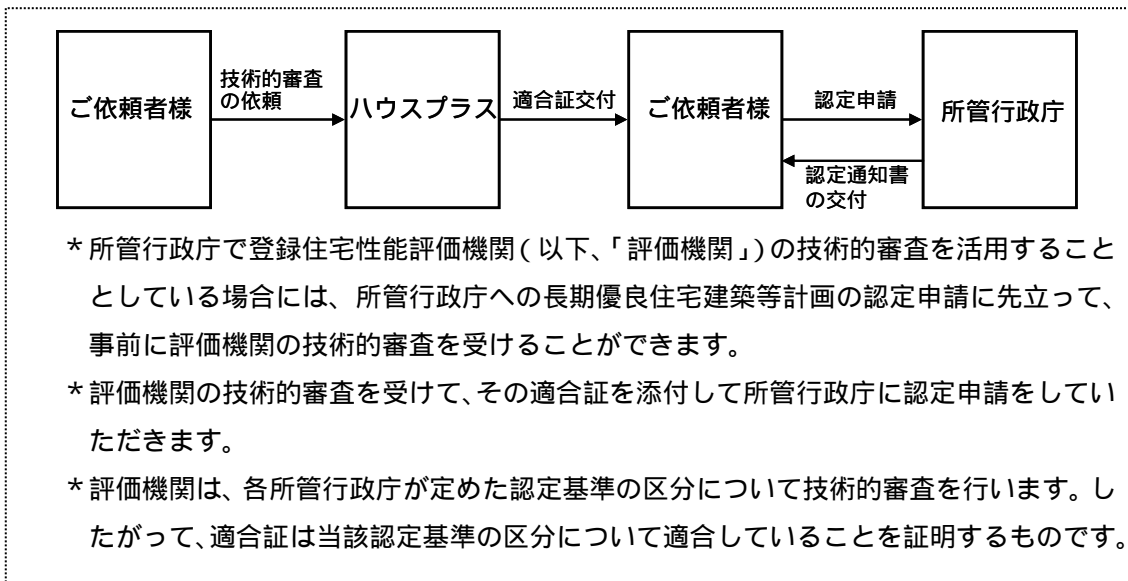 ご依頼者様
技術的審査
の依頼
ハウスプラス
適合証交付
ご依頼者様
認定申請
認定通知書
の交付
所管行政庁
*所管行政庁で登録住宅性能評価機関(以下、「評価機関」)の技術的審査を活用すること
としている場合には、所管行政庁への長期優良住宅建築等計画の認定申請に先立って、
事前に評価機関の技術的審査を受けることができます。
*評価機関の技術的審査を受けて、その適合証を添付して所管行政庁に認定申請をしてい
ただきます。
*評価機関は、各所管行政庁が定めた認定基準の区分について技術的審査を行います。し
たがって、適合証は当該認定基準の区分について適合していることを証明するものです。